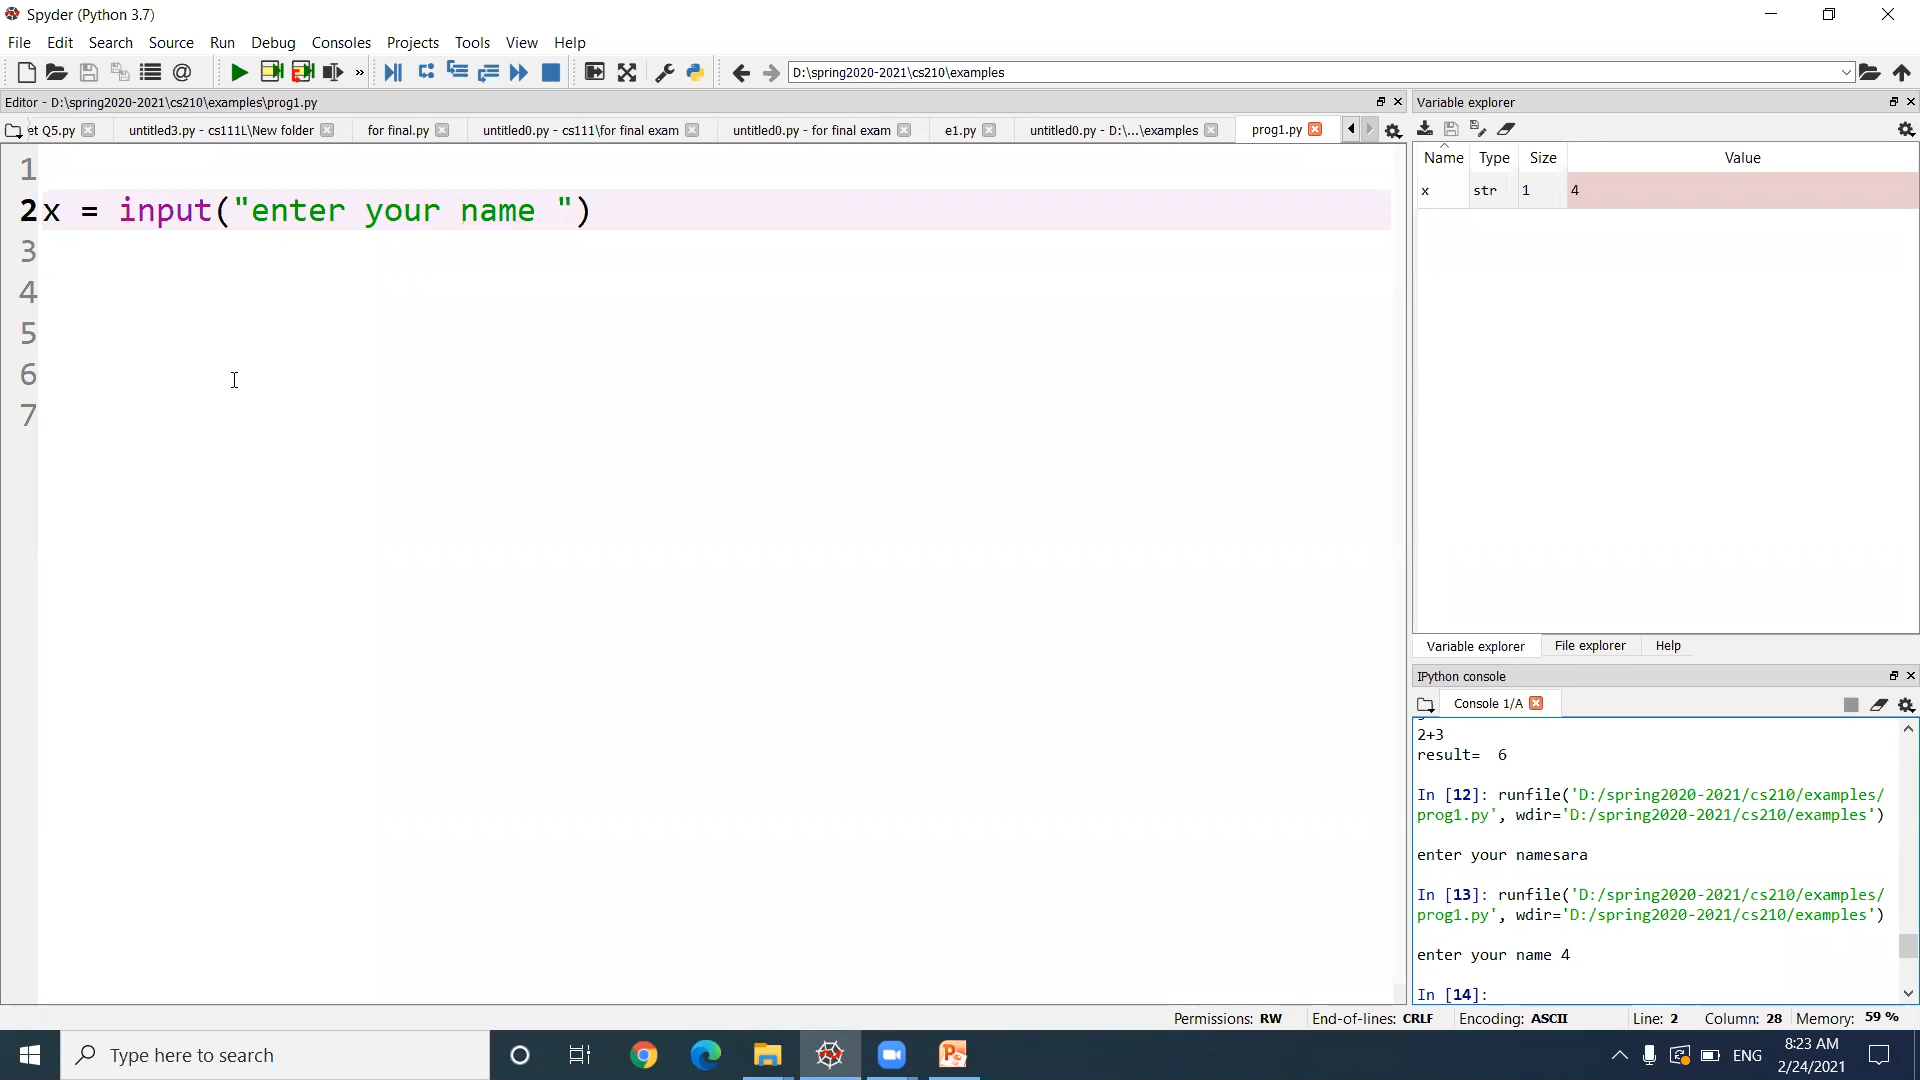 Spyder (Python 3.7)
File Edit Search Source Run Debug Consoles Projects Tools View Help
D:\spring2020-2021\cs210\examples
Editor - D:\spring2020-2021\cs210\examples\prog1.py
Variable explorer
et Q5.py untitled3.py - cs111L\New folder for final.py untitled0.py - cs111\for final exam untitled0.py - for final exam e1.py untitled0.py - D:\...\examples prog1.py
Name Type Size Value
x str 1 4
1
2 x = input("enter your name ")
3
4
5
6
7
Variable explorer File explorer Help
IPython console
Console 1/A
2+3
result=  6
In [12]: runfile('D:/spring2020-2021/cs210/examples/
prog1.py', wdir='D:/spring2020-2021/cs210/examples')
enter your namesara
In [13]: runfile('D:/spring2020-2021/cs210/examples/
prog1.py', wdir='D:/spring2020-2021/cs210/examples')
enter your name 4
In [14]:
Permissions: RW End-of-lines: CRLF Encoding: ASCII Line: 2 Column: 28 Memory: 59 %
Type here to search
ENG
8:23 AM
2/24/2021